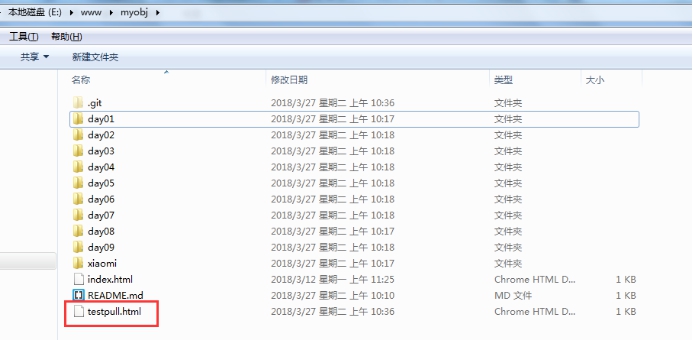 本地磁盘 (E:) ▸ www ▸ myobj ▸
工具(T) 帮助(H)
共享 ▼ 新建文件夹
名称 修改日期 类型 大小
.git 2018/3/27 星期二 上午 10:36 文件夹
day01 2018/3/27 星期二 上午 10:17 文件夹
day02 2018/3/27 星期二 上午 10:18 文件夹
day03 2018/3/27 星期二 上午 10:18 文件夹
day04 2018/3/27 星期二 上午 10:18 文件夹
day05 2018/3/27 星期二 上午 10:18 文件夹
day06 2018/3/27 星期二 上午 10:18 文件夹
day07 2018/3/27 星期二 上午 10:18 文件夹
day08 2018/3/27 星期二 上午 10:17 文件夹
day09 2018/3/27 星期二 上午 10:18 文件夹
xiaomi 2018/3/27 星期二 上午 10:17 文件夹
index.html 2018/3/12 星期一 上午 11:25 Chrome HTML D... 1 KB
README.md 2018/3/27 星期二 上午 10:10 MD 文件 1 KB
testpull.html 2018/3/27 星期二 上午 10:36 Chrome HTML D... 1 KB